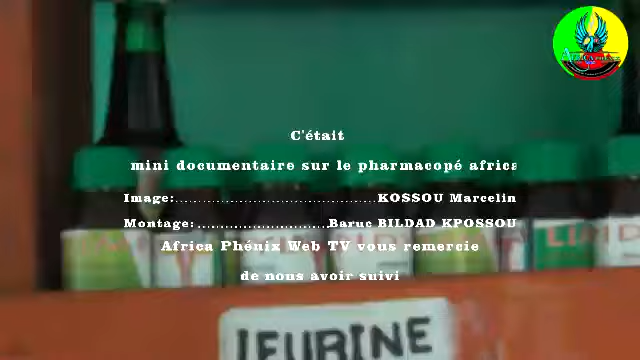 C'était
mini documentaire sur le pharmacopé africa
Image:..................................KOSSOU Marcelin
Montage:..........................Baruc BILDAD KPOSSOU
Africa Phénix Web TV vous remercie
de nous avoir suivi